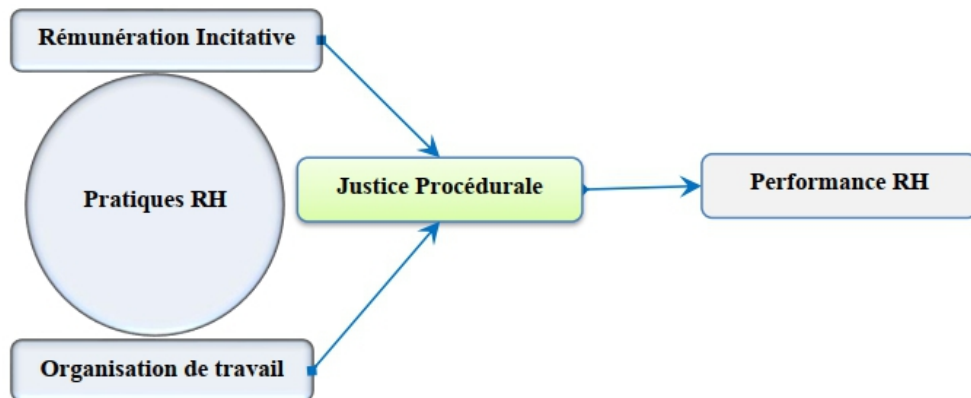 Rémunération Incitative
Pratiques RH
Justice Procédurale
Performance RH
Organisation de travail